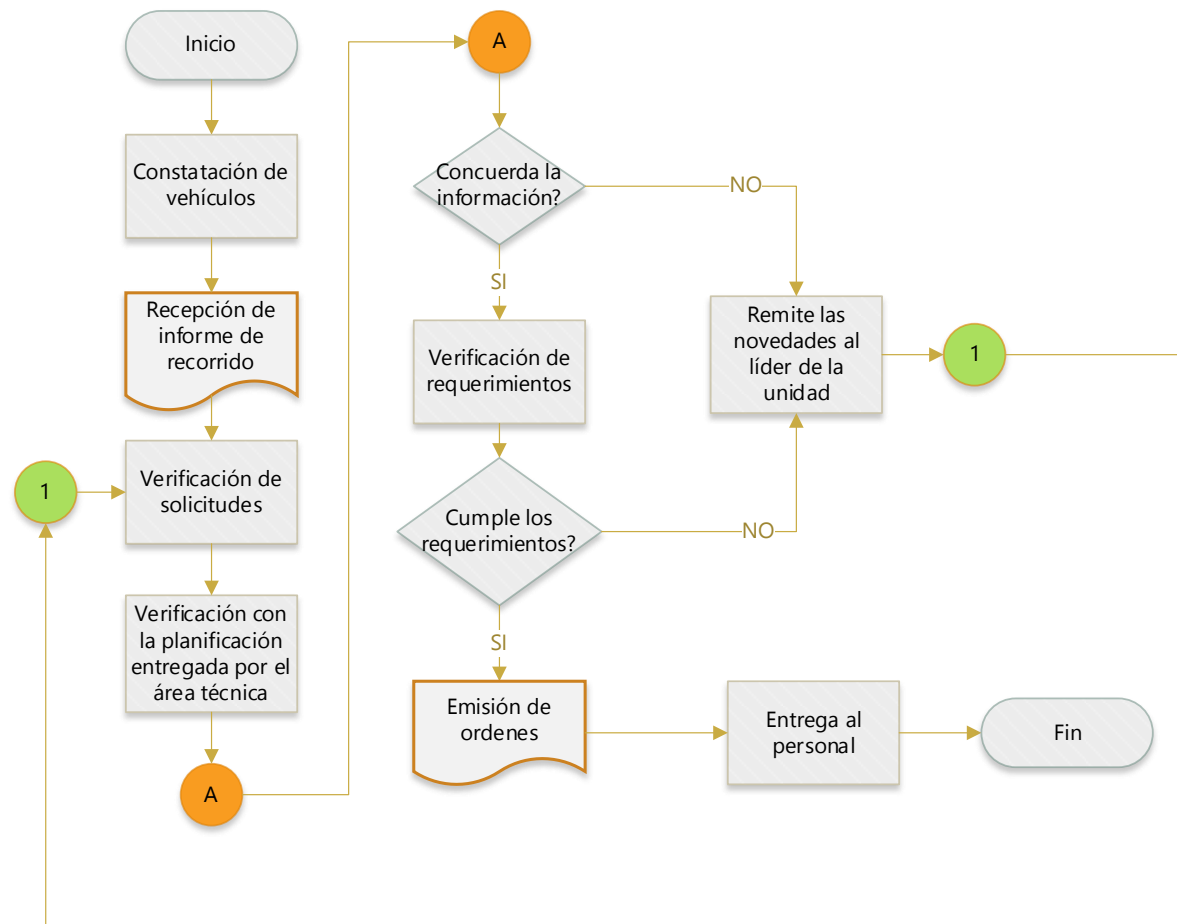 Inicio
Constatación de
vehículos
Recepción de
informe de
recorrido
1
Verificación de
solicitudes
Verificación con
la planificación
entregada por el
área técnica
A
A
Concuerda la
información?
NO
SI
Verificación de
requerimientos
Remite las
novedades al
líder de la
unidad
1
Cumple los
requerimientos?
NO
SI
Emisión de
ordenes
Entrega al
personal
Fin